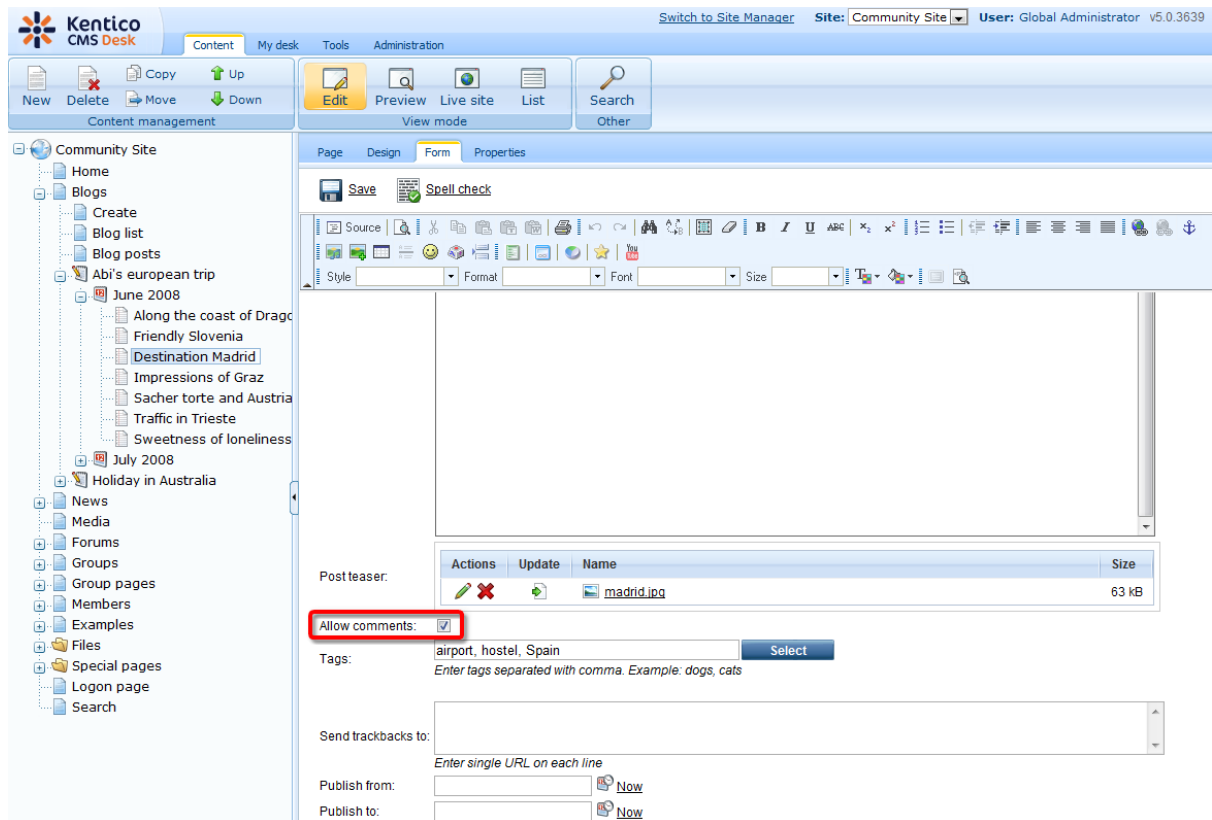 Switch to Site Manager Site: Community Site User: Global Administrator v5.0.3639
Kentico
CMS Desk
Content My desk Tools Administration
Copy Up
New Delete Move Down
Content management
Edit Preview Live site List
View mode
Search
Other
Community Site
Home
Blogs
Create
Blog list
Blog posts
Abi's european trip
June 2008
Along the coast of Drago
Friendly Slovenia
Destination Madrid
Impressions of Graz
Sacher torte and Austria
Traffic in Trieste
Sweetness of loneliness
July 2008
Holiday in Australia
News
Media
Forums
Groups
Group pages
Members
Examples
Files
Special pages
Logon page
Search
Page Design Form Properties
Save Spell check
Source B I U ABC x₂ x²
You
Style Format Font Size
Post teaser:
Actions Update Name Size
madrid.jpg 63 kB
Allow comments:
Tags: airport, hostel, Spain Select
Enter tags separated with comma. Example: dogs, cats
Send trackbacks to:
Enter single URL on each line
Publish from: Now
Publish to: Now